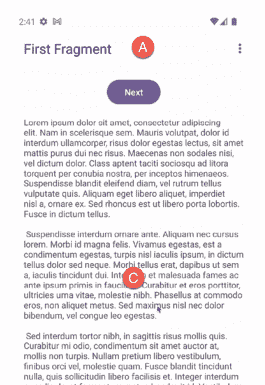 2:41
First Fragment
A
Next
Lorem ipsum dolor sit amet, consectetur adipiscing
elit. Nam in scelerisque sem. Mauris volutpat, dolor id
interdum ullamcorper, risus dolor egestas lectus, sit amet
mattis purus dui nec risus. Maecenas non sodales nisi,
vel dictum dolor. Class aptent taciti sociosqu ad litora
torquent per conubia nostra, per inceptos himenaeos.
Suspendisse blandit eleifend diam, vel rutrum tellus
vulputate quis. Aliquam eget libero aliquet, imperdiet
nisl a, ornare ex. Sed rhoncus est ut libero porta lobortis.
Fusce in dictum tellus.
Suspendisse interdum ornare ante. Aliquam nec cursus
lorem. Morbi id magna felis. Vivamus egestas, est a
condimentum egestas, turpis nisl iaculis ipsum, in dictum
tellus dolor sed neque. Morbi tellus erat, dapibus ut sem
a, iaculis tincidunt dui. et malesuada fames ac
ante ipsum primis in Curabitur et eros porttitor,
C
ultricies urna vitae, molestie nibh. Phasellus at commodo
eros, non aliquet metus. Sed maximus nisl nec dolor
bibendum, vel congue leo egestas.
Sed interdum tortor nibh, in sagittis risus mollis quis.
Curabitur mi odio, condimentum sit amet auctor at,
mollis non turpis. Nullam pretium libero vestibulum,
finibus orci vel, molestie quam. Fusce blandit tincidunt
nulla, quis sollicitudin libero facilisis et. Interdum et